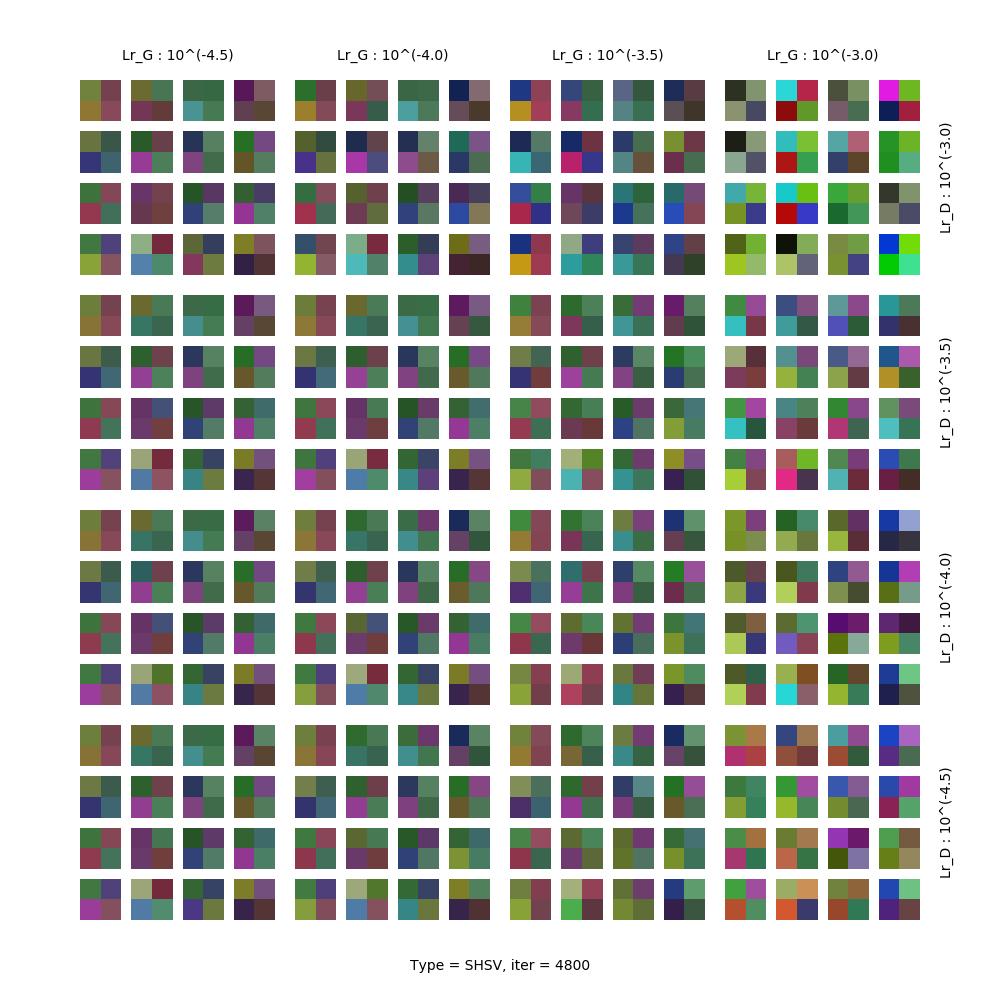 Lr_G : 10^(-4.5)
Lr_G : 10^(-4.0)
Lr_G : 10^(-3.5)
Lr_G : 10^(-3.0)
Lr_D : 10^(-3.0)
Lr_D : 10^(-3.5)
Lr_D : 10^(-4.0)
Lr_D : 10^(-4.5)
Type = SHSV, iter = 4800